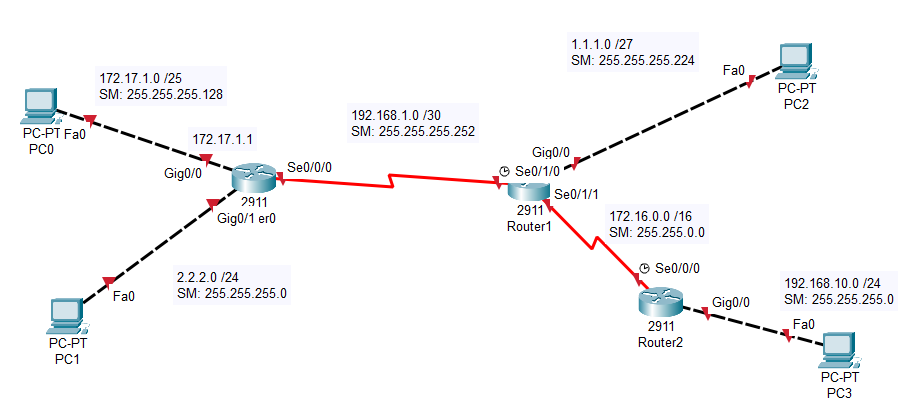 1.1.1.0 /27
SM: 255.255.255.224
Fa0
PC-PT
PC2
172.17.1.0 /25
SM: 255.255.255.128
PC-PT Fa0
PC0
172.17.1.1
Gig0/0
192.168.1.0 /30
SM: 255.255.255.252
Se0/0/0
2911
Gig0/1 er0
Gig0/0
Se0/1/0
Se0/1/1
2911
Router1
172.16.0.0 /16
SM: 255.255.0.0
2.2.2.0 /24
SM: 255.255.255.0
Fa0
PC-PT
PC1
Se0/0/0
2911
Router2
Gig0/0
192.168.10.0 /24
SM: 255.255.255.0
Fa0
PC-PT
PC3